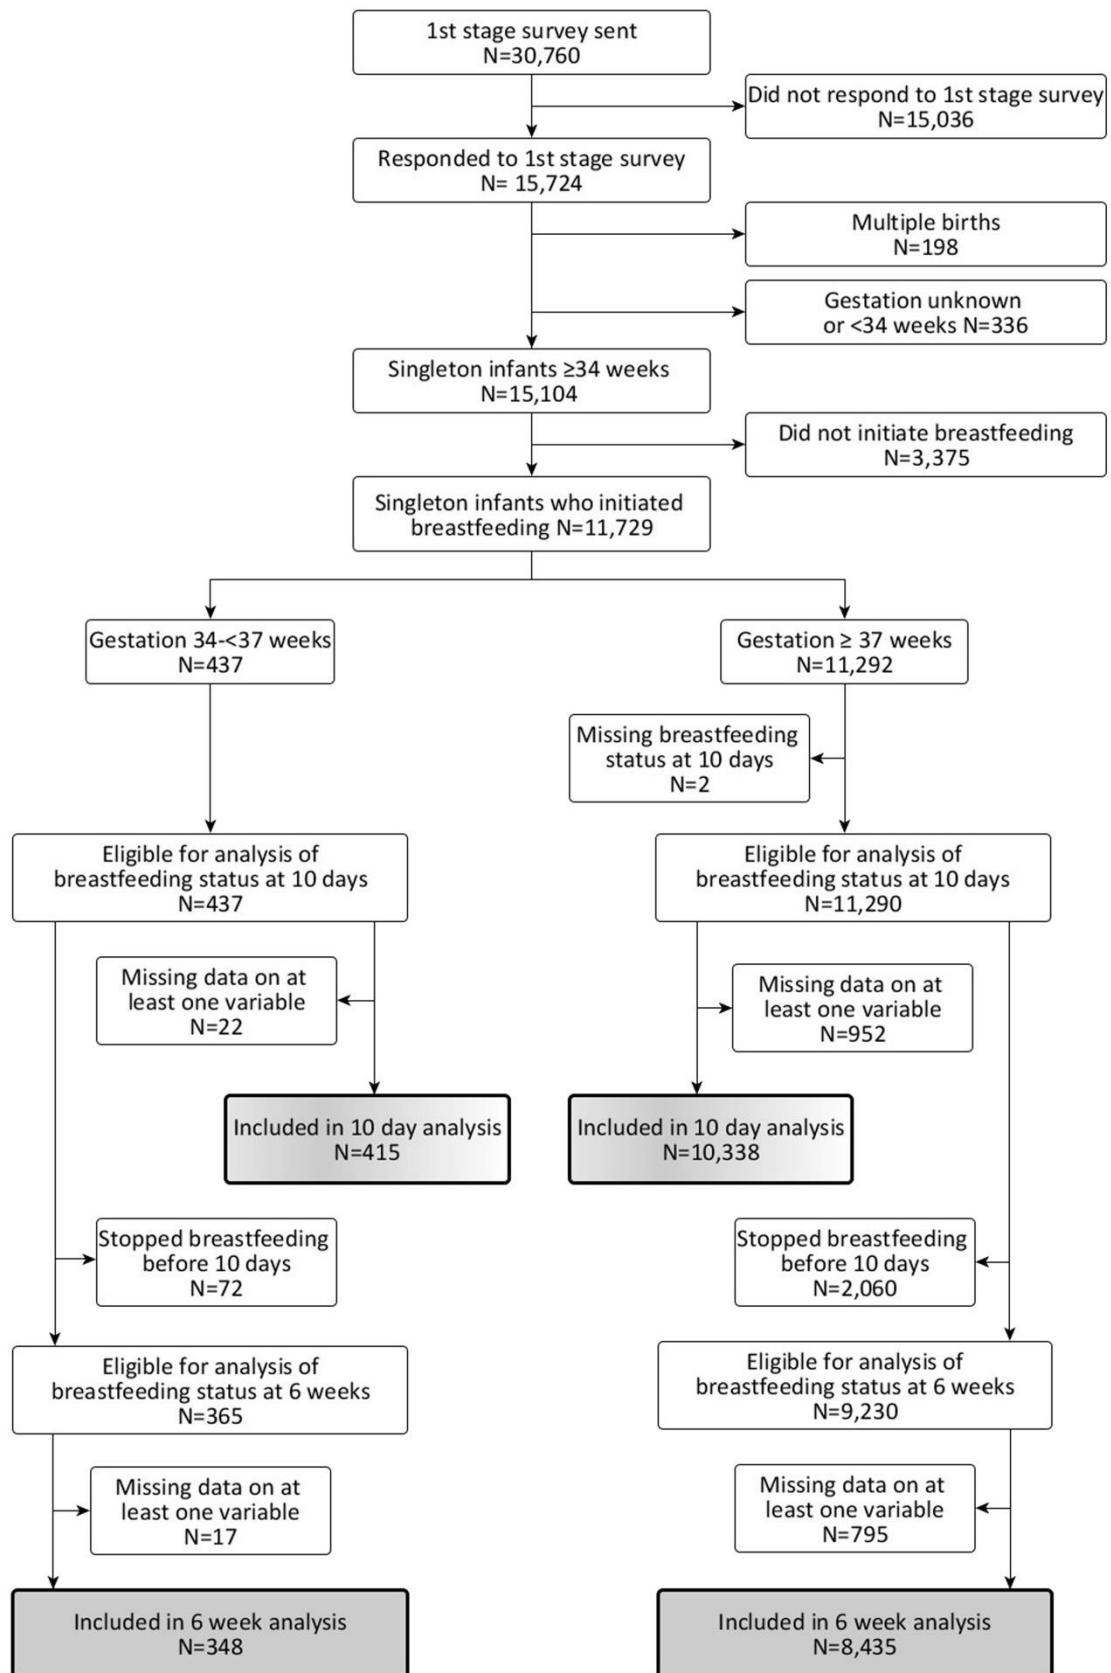 1st stage survey sent
N=30,760
Did not respond to 1st stage survey
N=15,036
Responded to 1st stage survey
N= 15,724
Multiple births
N=198
Gestation unknown
or <34 weeks N=336
Singleton infants ≥34 weeks
N=15,104
Did not initiate breastfeeding
N=3,375
Singleton infants who initiated
breastfeeding N=11,729
Gestation 34-<37 weeks
N=437
Gestation ≥ 37 weeks
N=11,292
Missing breastfeeding
status at 10 days
N=2
Eligible for analysis of
breastfeeding status at 10 days
N=437
Eligible for analysis of
breastfeeding status at 10 days
N=11,290
Missing data on at
least one variable
N=22
Missing data on at
least one variable
N=952
Included in 10 day analysis
N=415
Included in 10 day analysis
N=10,338
Stopped breastfeeding
before 10 days
N=72
Stopped breastfeeding
before 10 days
N=2,060
Eligible for analysis of
breastfeeding status at 6 weeks
N=365
Eligible for analysis of
breastfeeding status at 6 weeks
N=9,230
Missing data on at
least one variable
N=17
Missing data on at
least one variable
N=795
Included in 6 week analysis
N=348
Included in 6 week analysis
N=8,435